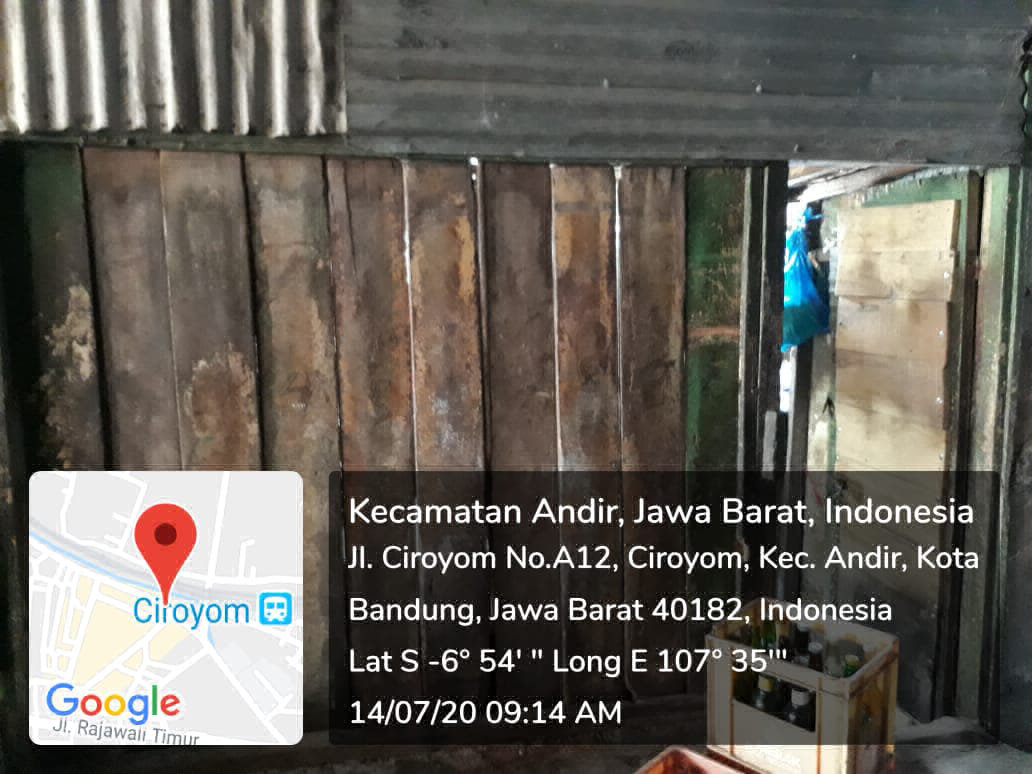 Kecamatan Andir, Jawa Barat, Indonesia
Jl. Ciroyom No.A12, Ciroyom, Kec. Andir, Kota
Bandung, Jawa Barat 40182, Indonesia
Lat S -6° 54' " Long E 107° 35'"
14/07/20 09:14 AM
Ciroyom
Google
Jl. Rajawali Timur